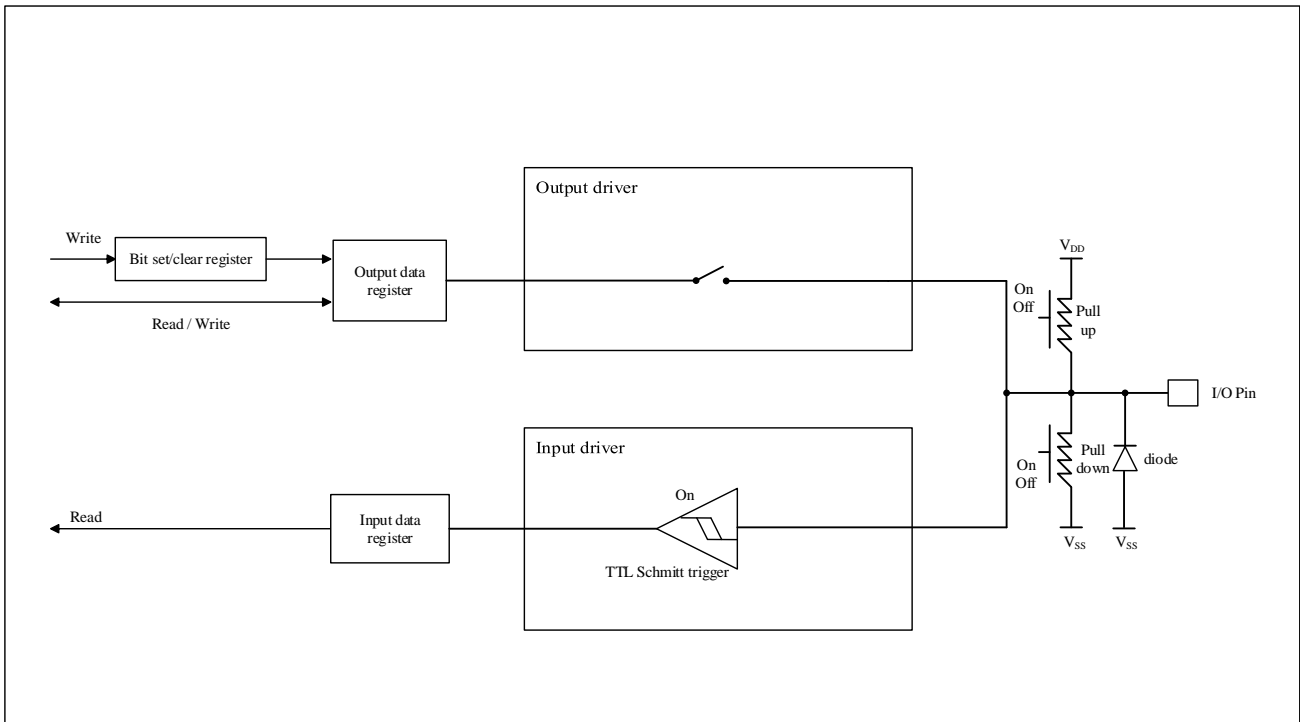 Output driver
Write
Bit set/clear register
Output data
register
Read / Write
VDD
On
Off
Pull
up
I/O Pin
Input driver
On
Off
Pull
down
diode
On
Read
Input data
register
TTL Schmitt trigger
VSS
VSS